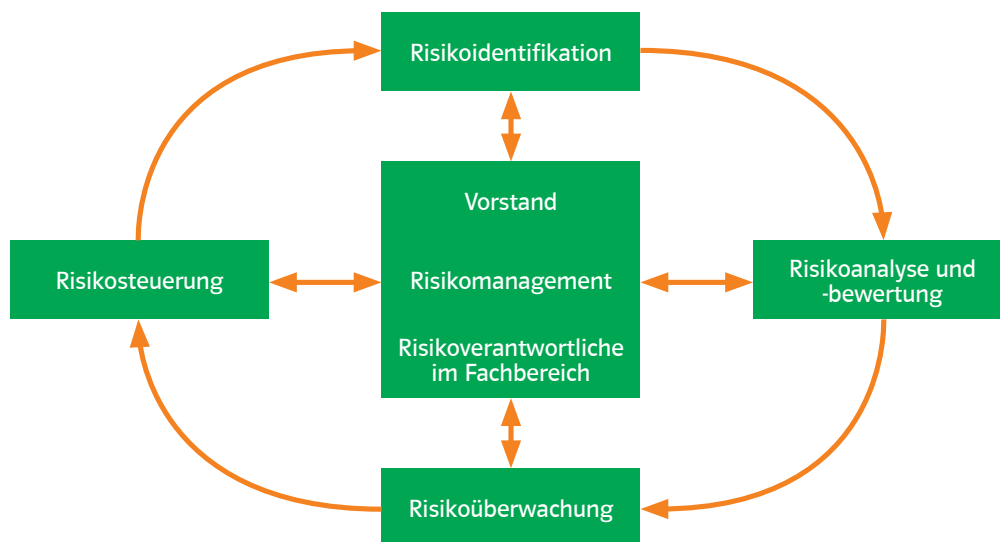 Risikoidentifikation
Vorstand
Risikosteuerung
Risikomanagement
Risikoanalyse und
-bewertung
Risikoverantwortliche
im Fachbereich
Risikoüberwachung